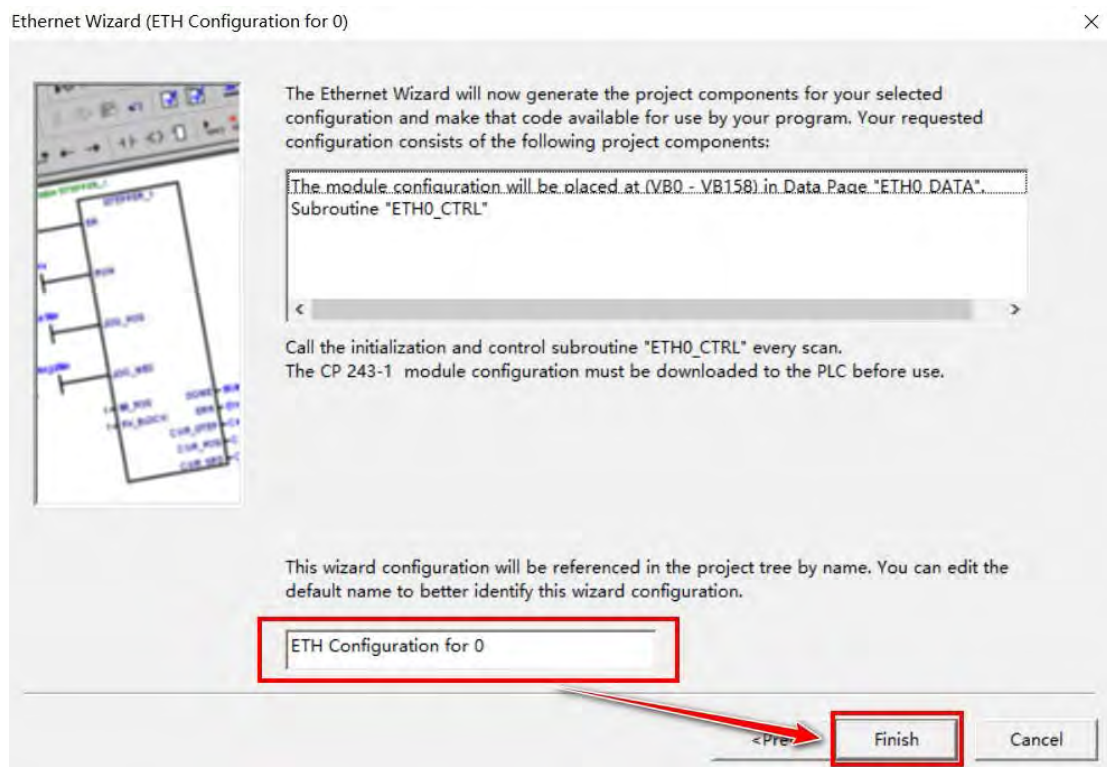 Ethernet Wizard (ETH Configuration for 0)
The Ethernet Wizard will now generate the project components for your selected
configuration and make that code available for use by your program. Your requested
configuration consists of the following project components:
The module configuration will be placed at (VB0 - VB158) in Data Page "ETH0_DATA".
Subroutine "ETH0_CTRL"
Call the initialization and control subroutine "ETH0_CTRL" every scan.
The CP 243-1 module configuration must be downloaded to the PLC before use.
This wizard configuration will be referenced in the project tree by name. You can edit the
default name to better identify this wizard configuration.
ETH Configuration for 0
<Pre
Finish
Cancel